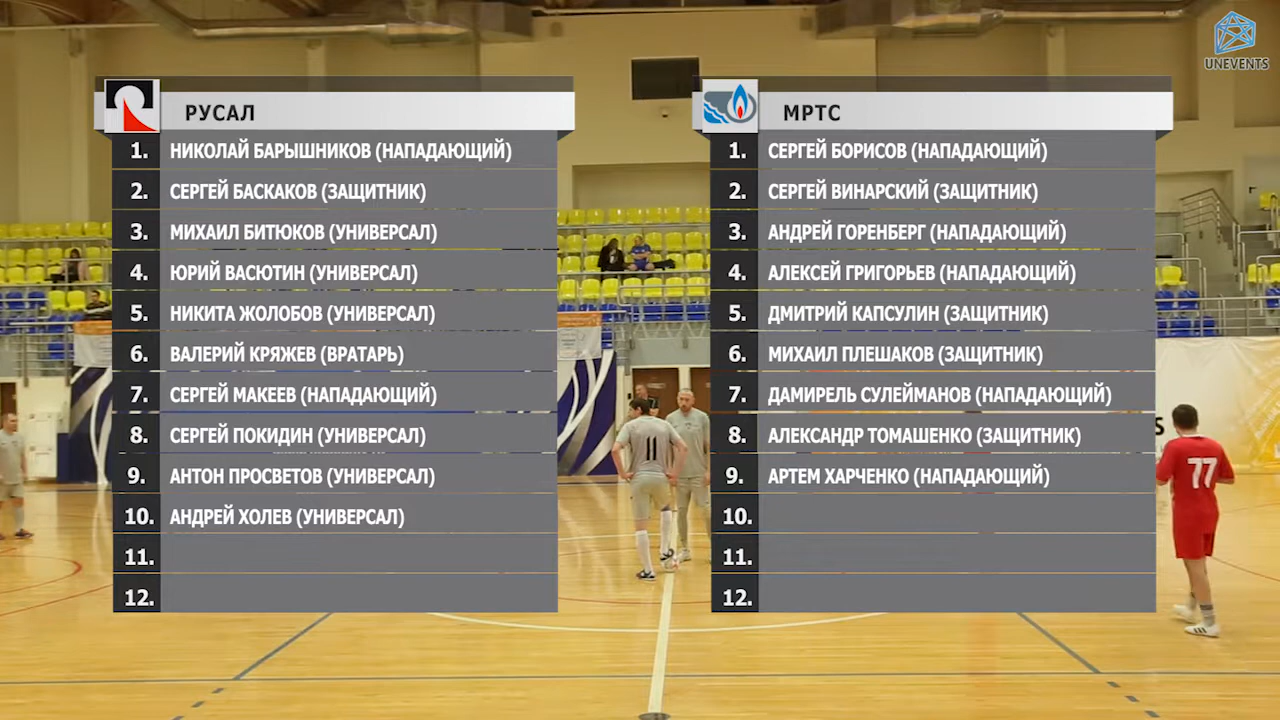 UNEVENTS
РУСАЛ
1. НИКОЛАЙ БАРЫШНИКОВ (НАПАДАЮЩИЙ)
2. СЕРГЕЙ БАСКАКОВ (ЗАЩИТНИК)
3. МИХАИЛ БИТЮКОВ (УНИВЕРСАЛ)
4. ЮРИЙ ВАСЮТИН (УНИВЕРСАЛ)
5. НИКИТА ЖОЛОБОВ (УНИВЕРСАЛ)
6. ВАЛЕРИЙ КРЯЖЕВ (ВРАТАРЬ)
7. СЕРГЕЙ МАКЕЕВ (НАПАДАЮЩИЙ)
8. СЕРГЕЙ ПОКИДИН (УНИВЕРСАЛ)
9. АНТОН ПРОСВЕТОВ (УНИВЕРСАЛ)
10. АНДРЕЙ ХОЛЕВ (УНИВЕРСАЛ)
11.
12.
МРТС
1. СЕРГЕЙ БОРИСОВ (НАПАДАЮЩИЙ)
2. СЕРГЕЙ ВИНАРСКИЙ (ЗАЩИТНИК)
3. АНДРЕЙ ГОРЕНБЕРГ (НАПАДАЮЩИЙ)
4. АЛЕКСЕЙ ГРИГОРЬЕВ (НАПАДАЮЩИЙ)
5. ДМИТРИЙ КАПСУЛИН (ЗАЩИТНИК)
6. МИХАИЛ ПЛЕШАКОВ (ЗАЩИТНИК)
7. ДАМИРЕЛЬ СУЛЕЙМАНОВ (НАПАДАЮЩИЙ)
8. АЛЕКСАНДР ТОМАШЕНКО (ЗАЩИТНИК)
9. АРТЕМ ХАРЧЕНКО (НАПАДАЮЩИЙ)
10.
11.
12.
11
77